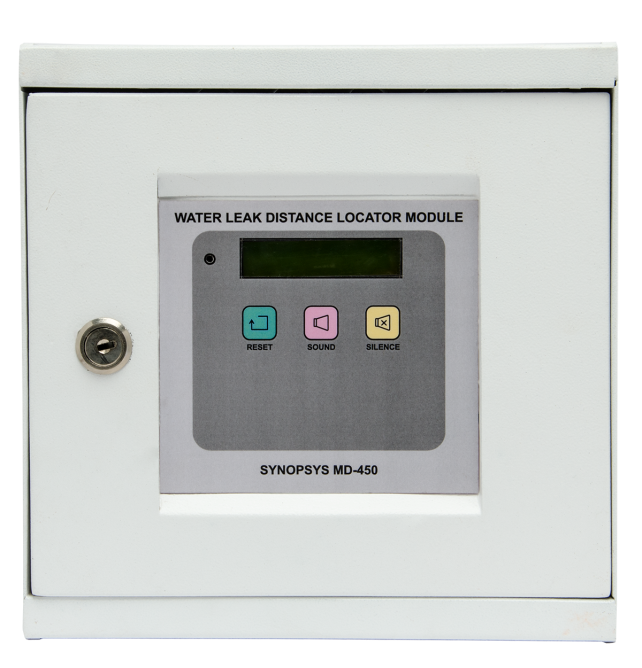 WATER LEAK DISTANCE LOCATOR MODULE
RESET SOUND SILENCE
SYNOPSYS MD-450